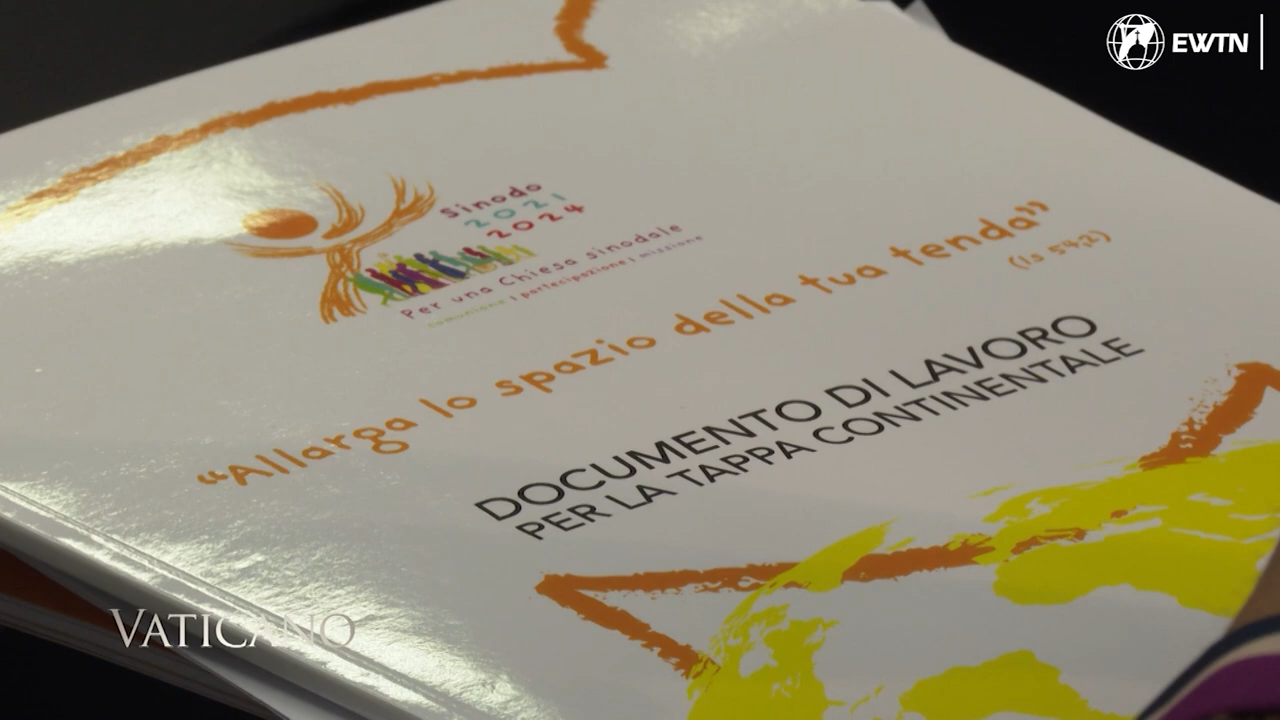 EWTN
Sinodo
2021
2024
Per una Chiesa sinodale
comunione | partecipazione | missione
“Allarga lo spazio della tua tenda”
(Is 54,2)
DOCUMENTO DI LAVORO
PER LA TAPPA CONTINENTALE
VATICANO